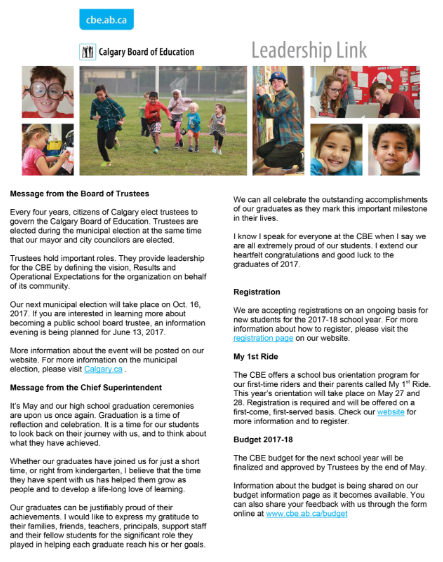 cbe.ab.ca
Calgary Board of Education
Leadership Link
Message from the Board of Trustees
Every four years, citizens of Calgary elect trustees to
govern the Calgary Board of Education. Trustees are
elected during the municipal election at the same time
that our mayor and city councilors are elected.
Trustees hold important roles. They provide leadership
for the CBE by defining the vision, Results and
Operational Expectations for the organization on behalf
of its community.
Our next municipal election will take place on Oct. 16,
2017. If you are interested in learning more about
becoming a public school board trustee, an information
evening is being planned for June 13, 2017.
More information about the event will be posted on our
website. For more information on the municipal
election, please visit Calgary.ca .
Message from the Chief Superintendent
It's May and our high school graduation ceremonies
are upon us once again. Graduation is a time of
reflection and celebration. It is a time for our students
to look back on their journey with us, and to think about
what they have achieved.
Whether our graduates have joined us for just a short
time, or right from kindergarten, I believe that the time
they have spent with us has helped them grow as
people and to develop a life-long love of learning.
Our graduates can be justifiably proud of their
achievements. I would like to express my gratitude to
their families, friends, teachers, principals, support staff
and their fellow students for the significant role they
played in helping each graduate reach his or her goals.
We can all celebrate the outstanding accomplishments
of our graduates as they mark this important milestone
in their lives.
I know I speak for everyone at the CBE when I say we
are all extremely proud of our students. I extend our
heartfelt congratulations and good luck to the
graduates of 2017.
Registration
We are accepting registrations on an ongoing basis for
new students for the 2017-18 school year. For more
information about how to register, please visit the
registration page on our website.
My 1st Ride
The CBE offers a school bus orientation program for
our first-time riders and their parents called My 1st Ride.
This year's orientation will take place on May 27 and
28. Registration is required and will be offered on a
first-come, first-served basis. Check our website for
more information and to register.
Budget 2017-18
The CBE budget for the next school year will be
finalized and approved by Trustees by the end of May.
Information about the budget is being shared on our
budget information page as it becomes available. You
can also share your feedback with us through the form
online at www.cbe.ab.ca/budget